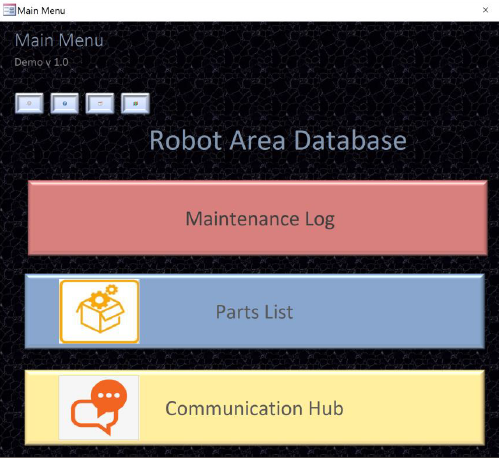 Main Menu
Main Menu
Demo v 1.0
Robot Area Database
Maintenance Log
Parts List
Communication Hub